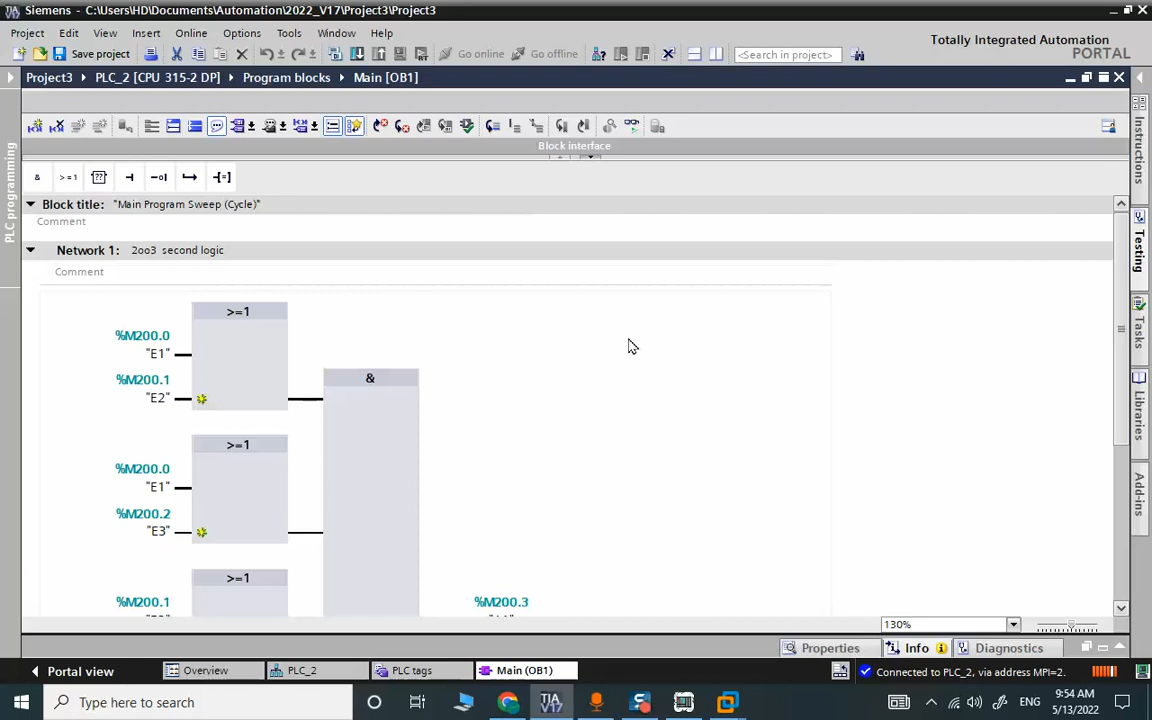 Siemens - C:\Users\HD\Documents\Automation\2022_V17\Project3\Project3
Project Edit View Insert Online Options Tools Window Help
Totally Integrated Automation
PORTAL
Save project
Go online
Go offline
<Search in project>
Project3 ▸ PLC_2 [CPU 315-2 DP] ▸ Program blocks ▸ Main [OB1]
Block interface
& >=1 ??
Block title: "Main Program Sweep (Cycle)"
Comment
Network 1: 2oo3 second logic
Comment
>=1
%M200.0
"E1"
%M200.1
"E2"
&
>=1
%M200.0
"E1"
%M200.2
"E3"
>=1
%M200.1
%M200.3
130%
Properties
Info
Diagnostics
PLC programming
Instructions
Testing
Tasks
Libraries
Add-ins
Portal view
Overview
PLC_2
PLC tags
Main (OB1)
Connected to PLC_2, via address MPI=2.
Type here to search
TIA
V17
ENG
9:54 AM
5/13/2022